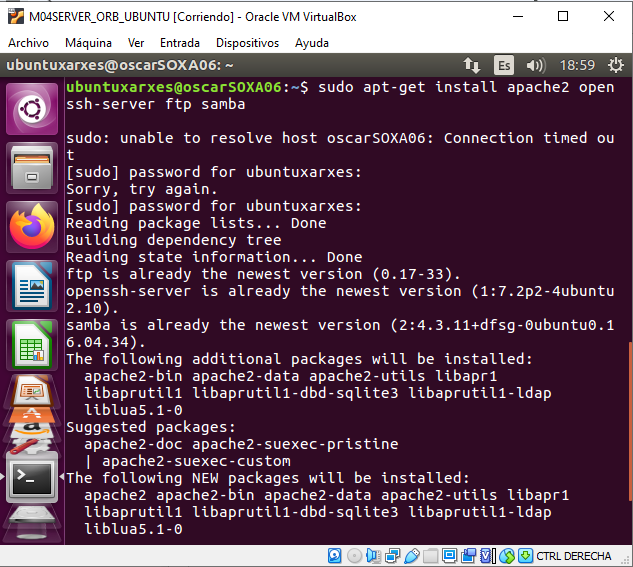 M04SERVER_ORB_UBUNTU [Corriendo] - Oracle VM VirtualBox
Archivo Máquina Ver Entrada Dispositivos Ayuda
ubuntuxarxes@oscarSOXA06: ~ Es 18:59
ubuntuxarxes@oscarSOXA06:~$ sudo apt-get install apache2 open
ssh-server ftp samba
sudo: unable to resolve host oscarSOXA06: Connection timed ou
t
[sudo] password for ubuntuxarxes:
Sorry, try again.
[sudo] password for ubuntuxarxes:
Reading package lists... Done
Building dependency tree
Reading state information... Done
ftp is already the newest version (0.17-33).
openssh-server is already the newest version (1:7.2p2-4ubuntu
2.10).
samba is already the newest version (2:4.3.11+dfsg-0ubuntu0.1
6.04.34).
The following additional packages will be installed:
apache2-bin apache2-data apache2-utils libapr1
libaprutil1 libaprutil1-dbd-sqlite3 libaprutil1-ldap
liblua5.1-0
Suggested packages:
apache2-doc apache2-suexec-pristine
| apache2-suexec-custom
The following NEW packages will be installed:
apache2 apache2-bin apache2-data apache2-utils libapr1
libaprutil1 libaprutil1-dbd-sqlite3 libaprutil1-ldap
liblua5.1-0
CTRL DERECHA